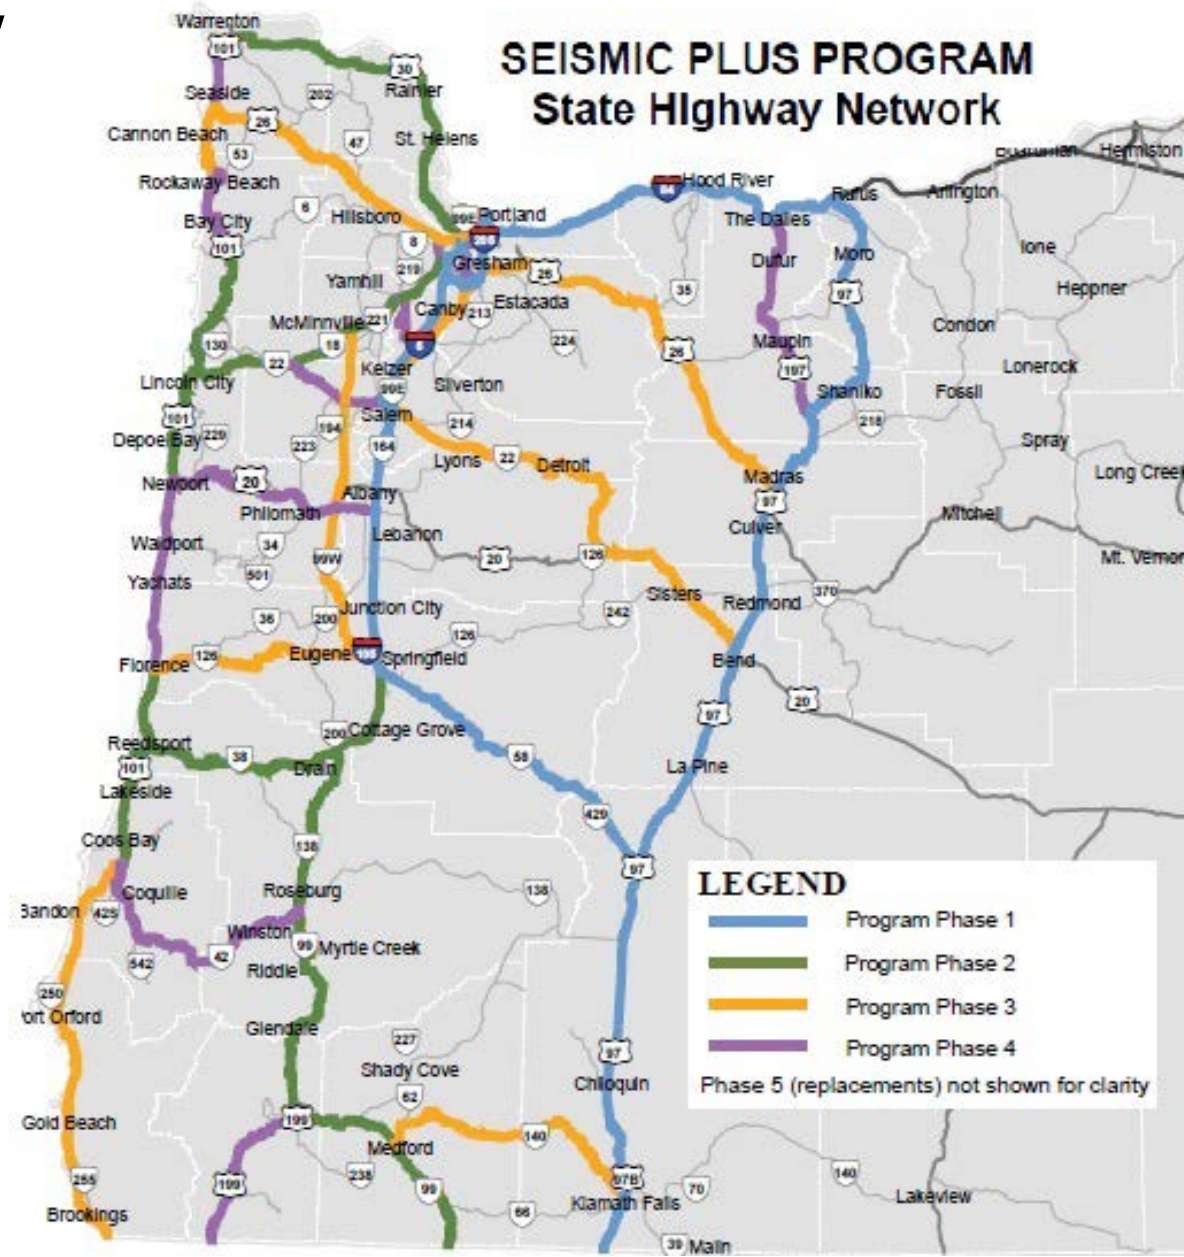 SEISMIC PLUS PROGRAM
State Highway Network
Warrenton
101
30
Rainier
Seaside
202
26
Cannon Beach
47
St. Helens
53
Hermiston
Rockaway Beach
84
Hood River
Rufus
Arlington
6
Hillsboro
99E
Portland
The Dalles
Bay City
101
8
205
Ione
219
Gresham
26
Dufur
Moro
Yamhill
35
97
Heppner
Canby
213
Estacada
McMinnville
221
Condon
130
18
5
224
26
Maupin
22
Keizer
197
Lonerock
Lincoln City
99E
Silverton
Shaniko
Fossil
101
Salem
194
214
218
Depoe Bay
229
223
164
Spray
Lyons
22
Detroit
Long Creek
Newport
20
Albany
Madras
97
Philomath
Mitchell
Culver
Waldport
34
Lebanon
99W
20
126
Mt. Vernon
501
Yachats
370
Sisters
Redmond
Junction City
242
36
200
126
126
Eugene
105
Springfield
Florence
Bend
20
97
200
Cottage Grove
Reedsport
38
58
101
Drain
La Pine
Lakeside
429
Coos Bay
138
97
LEGEND
Roseburg
138
Coquille
Program Phase 1
Winston
99
Myrtle Creek
42
542
Riddle
Program Phase 2
250
Program Phase 3
Glendale
227
97
Program Phase 4
Shady Cove
Chiloquin
Phase 5 (replacements) not shown for clarity
62
Gold Beach
199
140
Medford
140
255
199
238
99
97B
70
Klamath Falls
Lakeview
Brookings
66
39
Malin